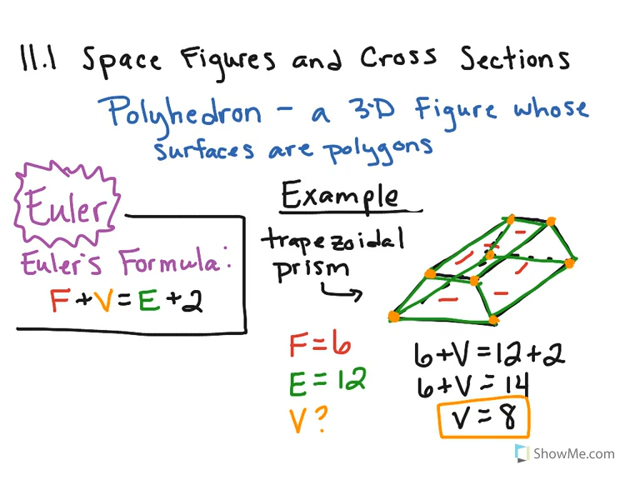 11.1 Space Figures and Cross Sections
Polyhedron – a 3-D Figure whose
surfaces are polygons
Euler
Euler's Formula:
F + V = E + 2
Example
trapezoidal
prism
F = 6
E = 12
V ?
6 + V = 12 + 2
6 + V = 14
V = 8
ShowMe.com